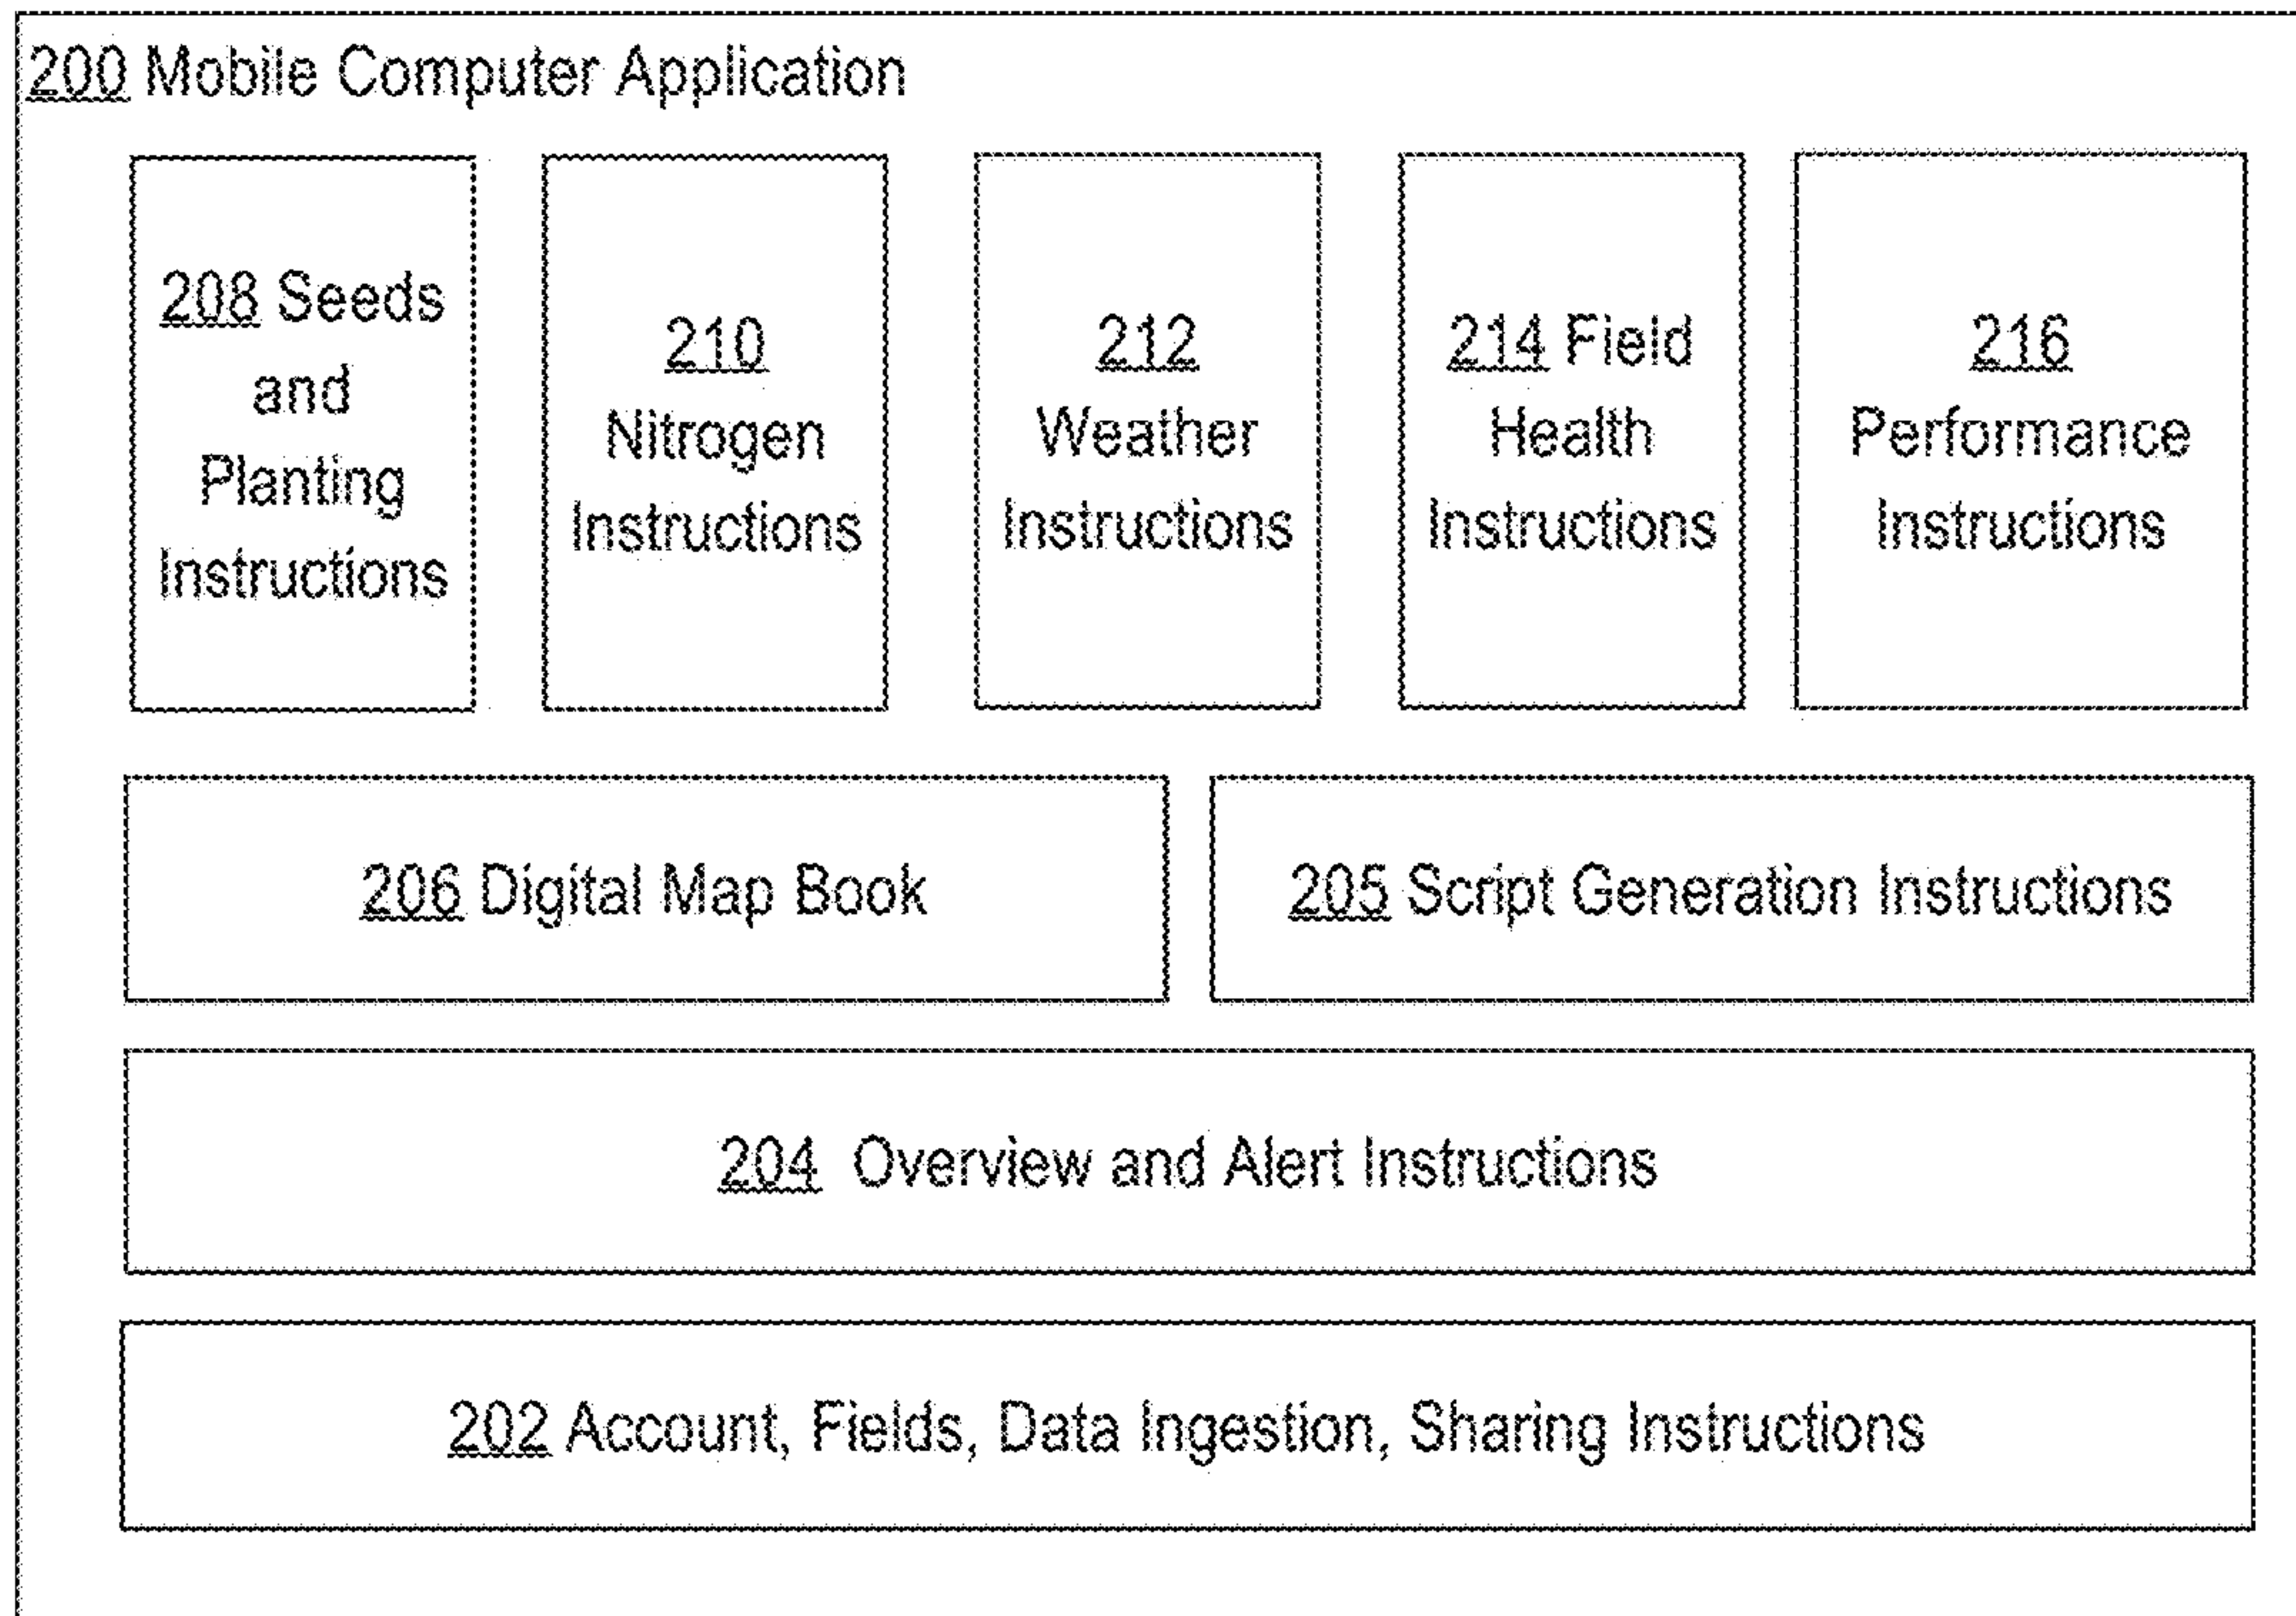 200 Mobile Computer Application
208 Seeds
and
Planting
Instructions
210
Nitrogen
Instructions
212
Weather
Instructions
214 Field
Health
Instructions
216
Performance
Instructions
206 Digital Map Book
205 Script Generation Instructions
204 Overview and Alert Instructions
202 Account, Fields, Data Ingestion, Sharing Instructions